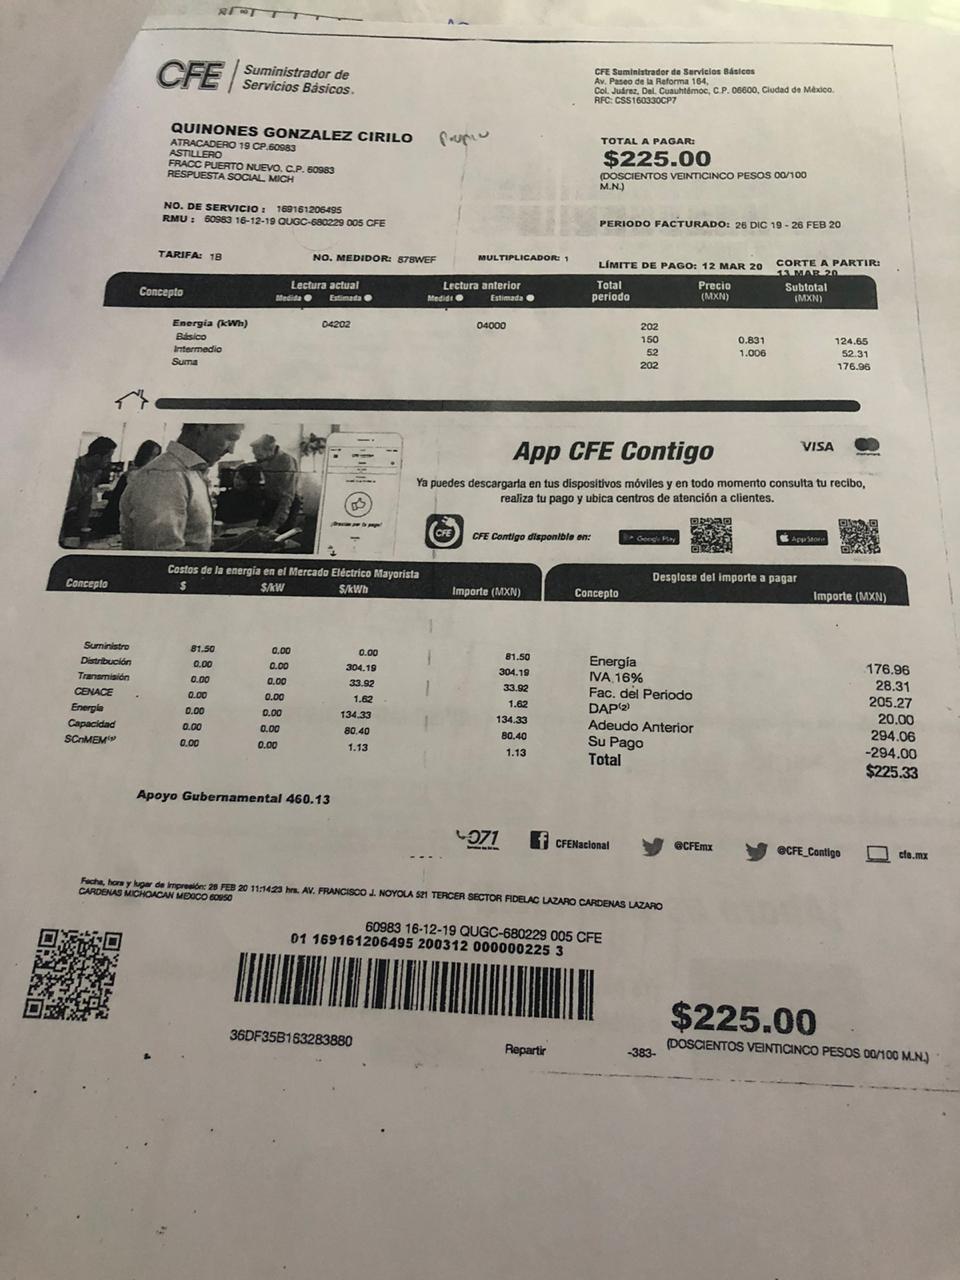 CFE Suministrador de
Servicios Básicos.
CFE Suministrador de Servicios Básicos
Av. Paseo de la Reforma 164,
Col. Juárez, Del. Cuauhtémoc, C.P. 06600, Ciudad de México.
RFC: CSS160330CP7
QUINONES GONZALEZ CIRILO
ATRACADERO 19 CP.60983
ASTILLERO
FRACC PUERTO NUEVO, C.P. 60983
RESPUESTA SOCIAL, MICH
TOTAL A PAGAR:
$225.00
(DOSCIENTOS VEINTICINCO PESOS 00/100
M.N.)
NO. DE SERVICIO : 169161206495
RMU : 60983 16-12-19 QUGC-680229 005 CFE
PERIODO FACTURADO: 26 DIC 19 - 26 FEB 20
TARIFA: 1B NO. MEDIDOR: 878WEF MULTIPLICADOR: 1
LÍMITE DE PAGO: 12 MAR 20 CORTE A PARTIR:
13 MAR 20
Concepto Lectura actual Lectura anterior Total periodo Precio (MXN) Subtotal (MXN)
Medida Estimada Medida Estimada
Energía (kWh) 04202 04000 202
Básico 150 0.831 124.65
Intermedio 52 1.006 52.31
Suma 202 176.96
App CFE Contigo VISA
Ya puedes descargarla en tus dispositivos móviles y en todo momento consulta tu recibo,
realiza tu pago y ubica centros de atención a clientes.
CFE CFE Contigo disponible en: Google Play App Store
¡Gracias por tu pago!
Costos de la energía en el Mercado Eléctrico Mayorista
Concepto $ $/kW $/kWh Importe (MXN)
Suministro 81.50 0.00 0.00 81.50
Distribución 0.00 0.00 304.19 304.19
Transmisión 0.00 0.00 33.92 33.92
CENACE 0.00 0.00 1.62 1.62
Energía 0.00 0.00 134.33 134.33
Capacidad 0.00 0.00 80.40 80.40
SCnMEM 0.00 0.00 1.13 1.13
Desglose del importe a pagar
Concepto Importe (MXN)
Energía 176.96
IVA 16% 28.31
Fac. del Periodo 205.27
DAP(2) 20.00
Adeudo Anterior 294.06
Su Pago -294.00
Total $225.33
Apoyo Gubernamental 460.13
071 CFENacional @CFEmx @CFE_Contigo cfe.mx
Fecha, hora y lugar de impresión: 28 FEB 20 11:14:23 hrs. AV. FRANCISCO J. NOYOLA 521 TERCER SECTOR FIDELAC LAZARO CARDENAS LAZARO
CARDENAS MICHOACAN MEXICO 60950
60983 16-12-19 QUGC-680229 005 CFE
01 169161206495 200312 000000225 3
36DF35B163283880
Repartir
-383-
$225.00
(DOSCIENTOS VEINTICINCO PESOS 00/100 M.N.)